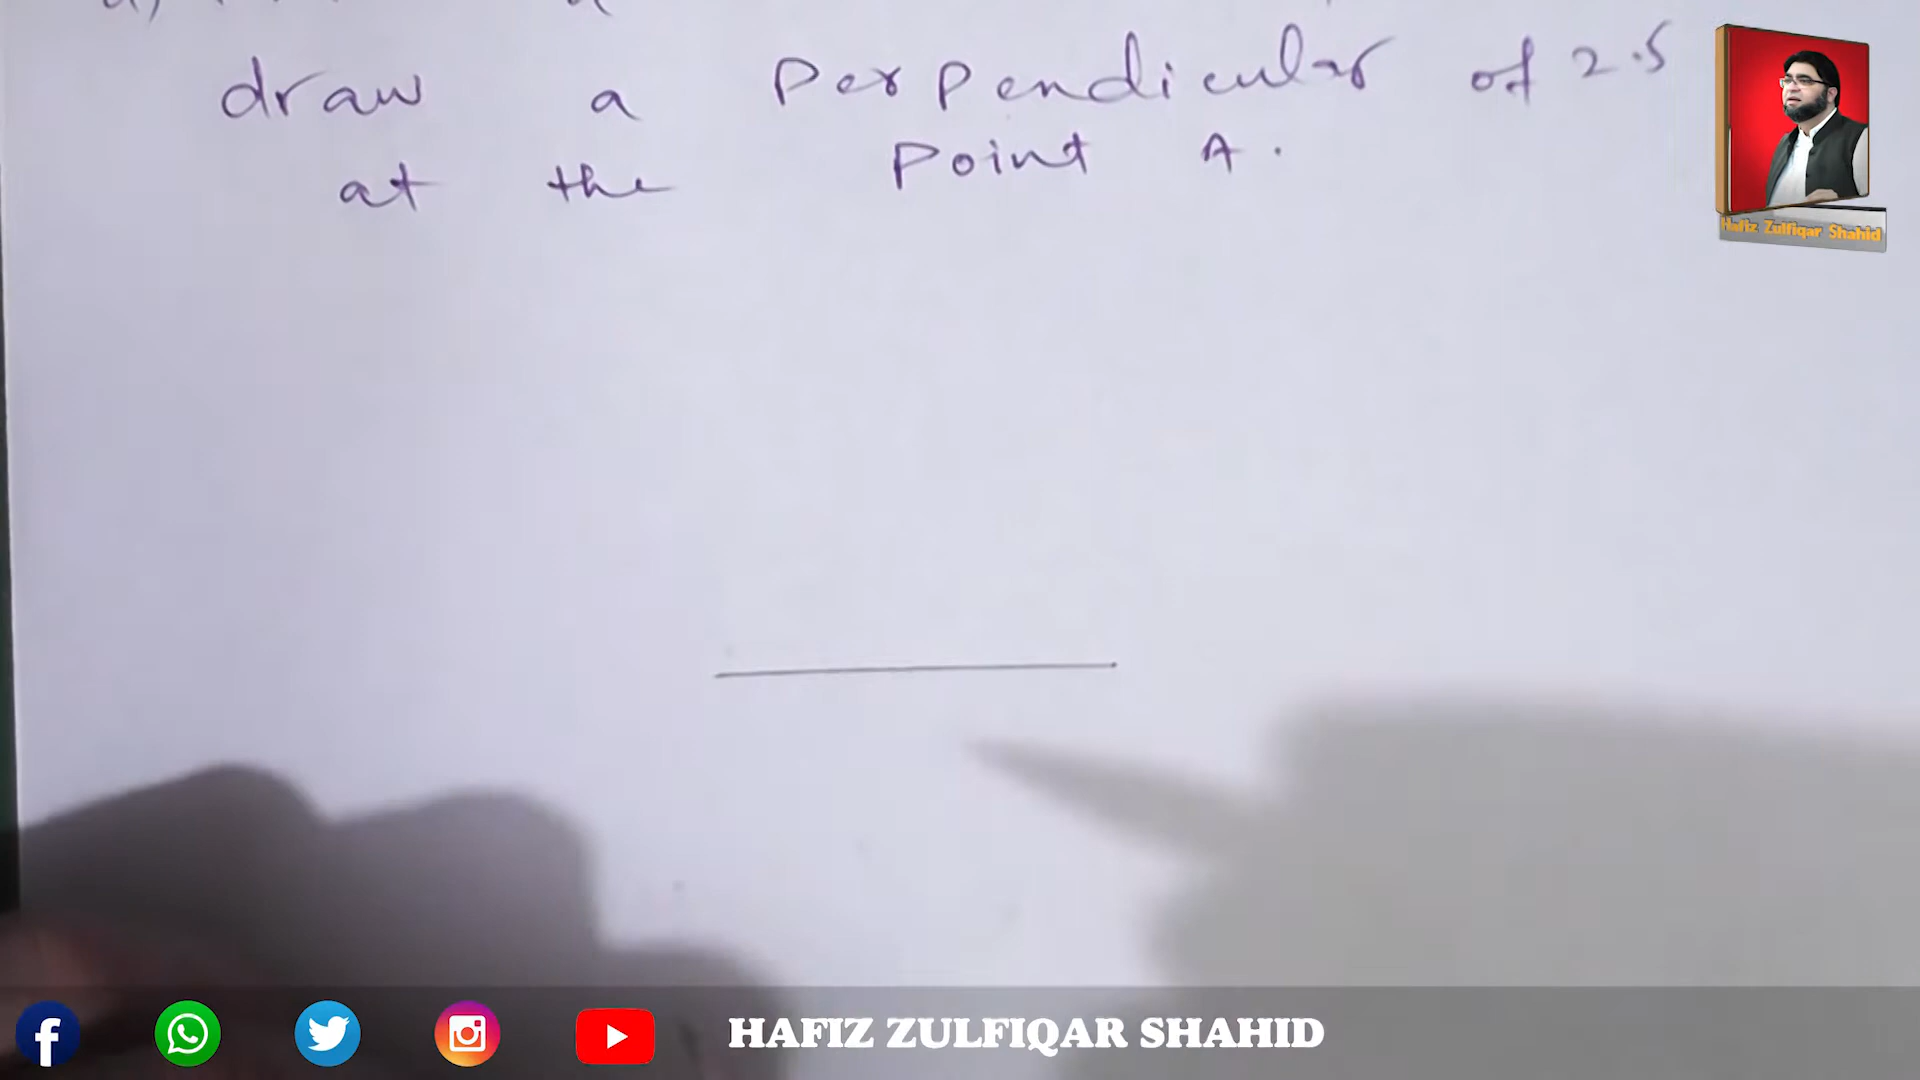 draw a perpendicular of 2.5
at the point A.
Hafiz Zulfiqar Shahid
HAFIZ ZULFIQAR SHAHID